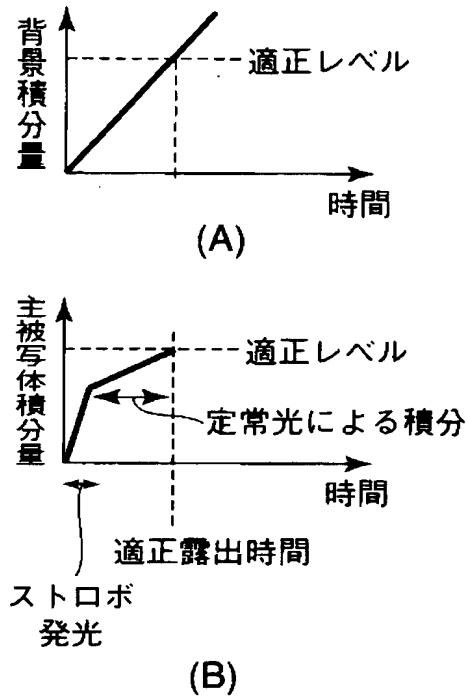 背景積分量
適正レベル
時間
(A)
主被写体積分量
適正レベル
定常光による積分
時間
適正露出時間
ストロボ
発光
(B)